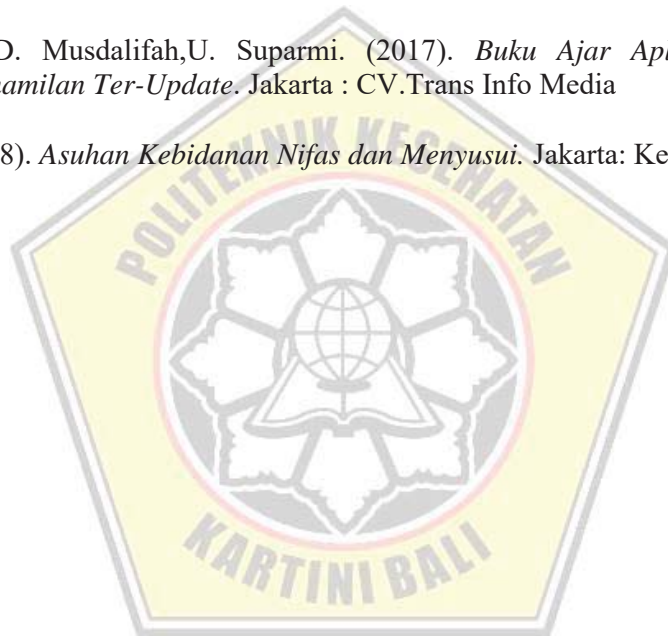 D. Musdalifah,U. Suparmi. (2017). Buku Ajar Apl
amilan Ter-Update. Jakarta : CV.Trans Info Media
8). Asuhan Kebidanan Nifas dan Menyusui. Jakarta: Ke
POLITEKNIK KESEHATAN
KARTINI BALI